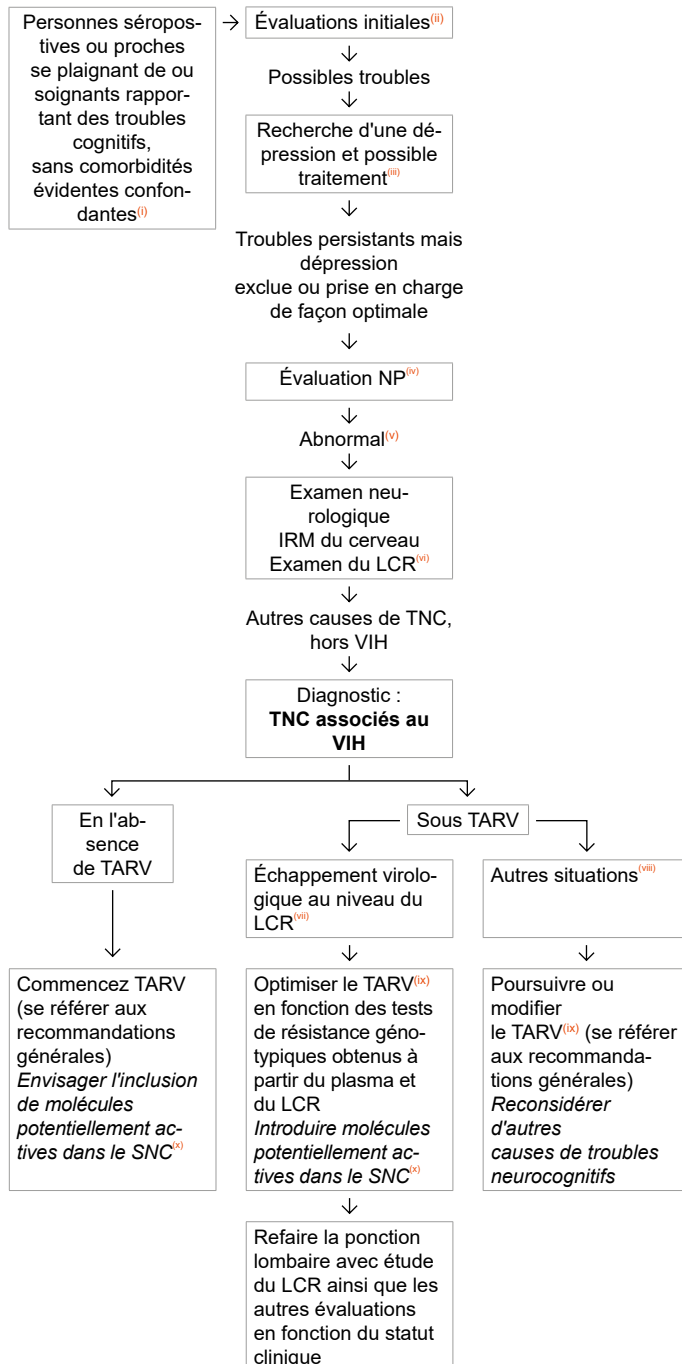 Personnes séropos-
tives ou proches
se plaignant de ou
soignants rappor-
tant des troubles
cognitifs,
sans comorbidités
évidentes confon-
dantes(i)
Évaluations initiales(ii)
Possibles troubles
Recherche d'une dé-
pression et possible
traitement(iii)
Troubles persistants mais
dépression
exclue ou prise en charge
de façon optimale
Évaluation NP(iv)
Abnormal(v)
Examen neu-
rologique
IRM du cerveau
Examen du LCR(vi)
Autres causes de TNC,
hors VIH
Diagnostic :
TNC associés au
VIH
En l'ab-
sence
de TARV
Sous TARV
Échappement virolo-
gique au niveau du
LCR(vii)
Autres situations(viii)
Commencez TARV
(se référer aux
recommandations
générales)
Envisager l'inclusion
de molécules
potentiellement ac-
tives dans le SNC(x)
Optimiser le TARV(ix)
en fonction des tests
de résistance géno-
typiques obtenus à
partir du plasma et
du LCR
Introduire molécules
potentiellement ac-
tives dans le SNC(x)
Poursuivre ou
modifier
le TARV(ix) (se référer
aux recommanda-
tions générales)
Reconsidérer
d'autres
causes de troubles
neurocognitifs
Refaire la ponction
lombaire avec étude
du LCR ainsi que les
autres évaluations
en fonction du statut
clinique